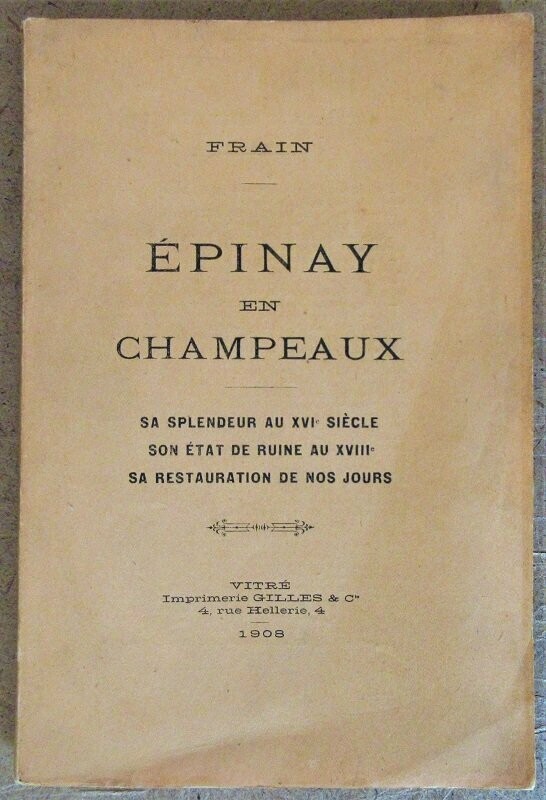 FRAIN
ÉPINAY
EN
CHAMPEAUX
SA SPLENDEUR AU XVIᵉ SIÈCLE
SON ÉTAT DE RUINE AU XVIIIᵉ
SA RESTAURATION DE NOS JOURS
VITRÉ
Imprimerie GILLES & Cⁱᵉ
4, rue Hellerie, 4
1908